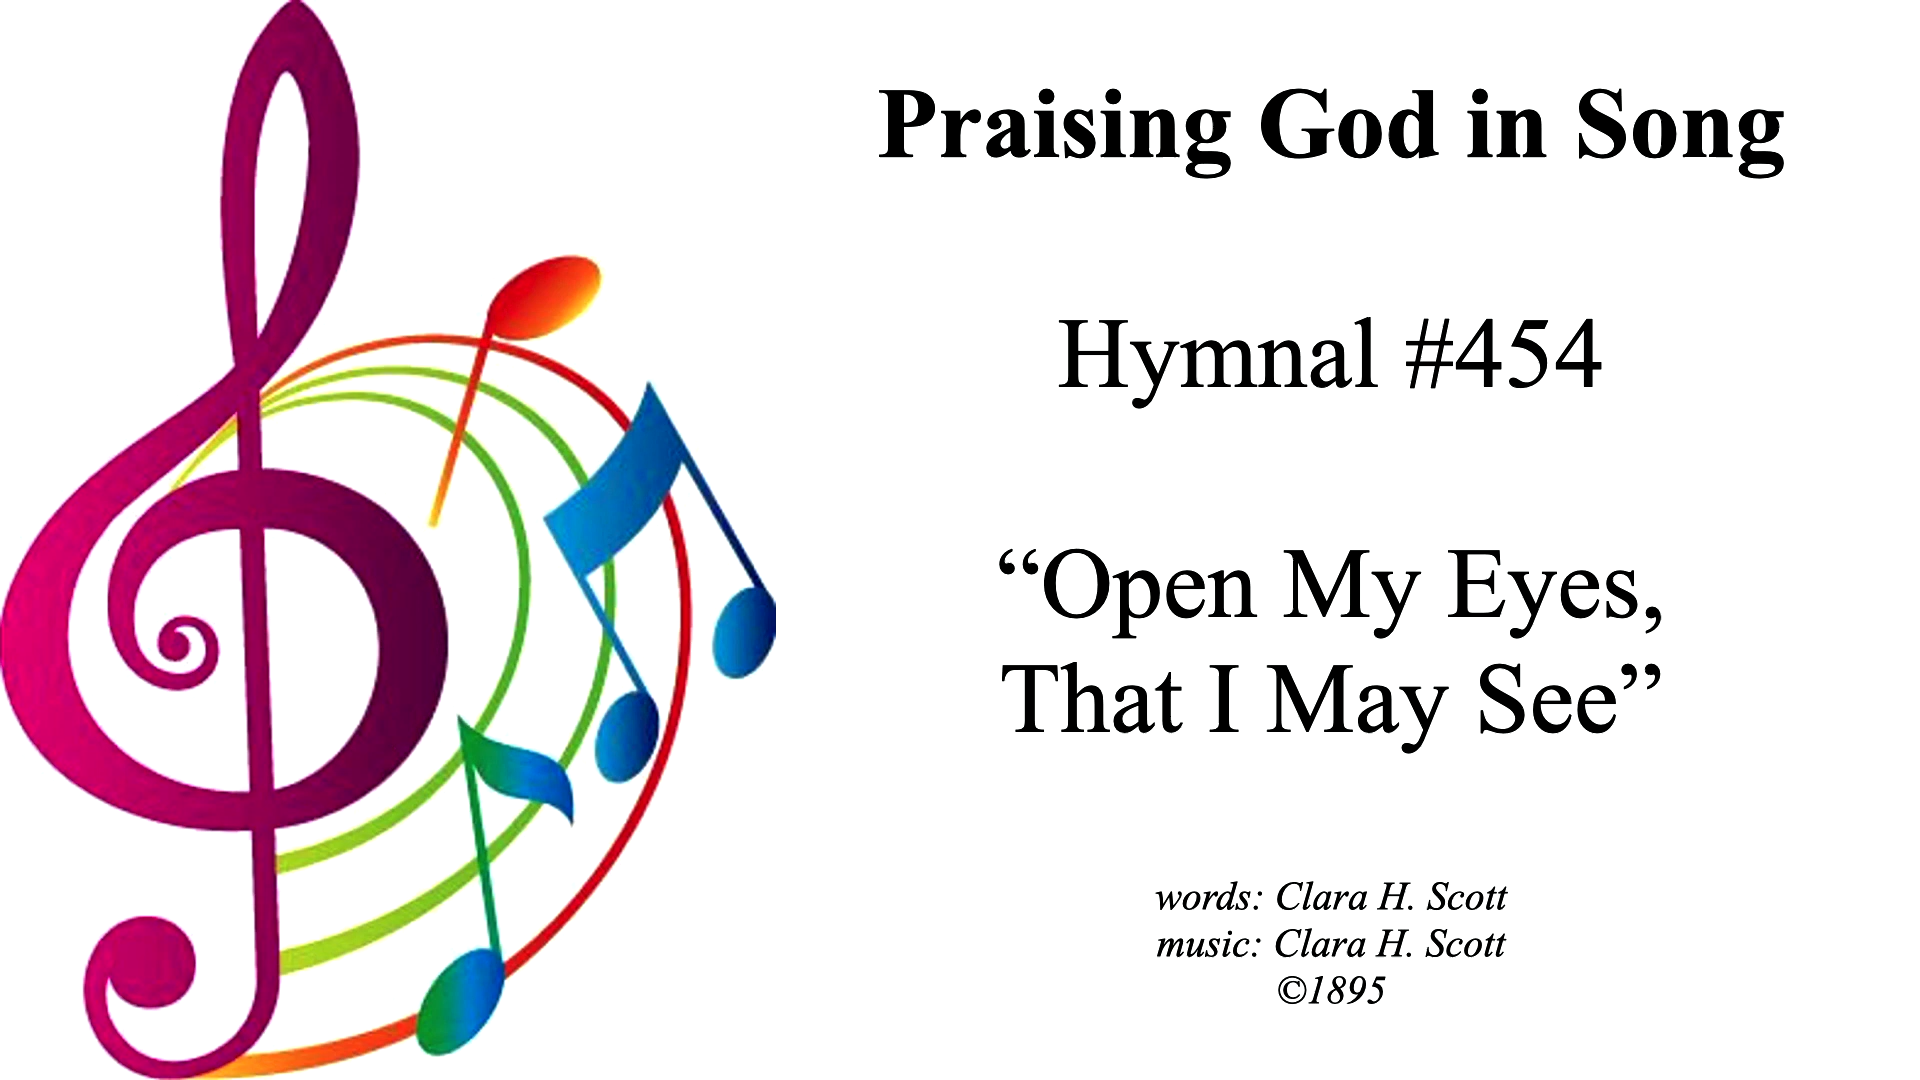 Praising God in Song
Hymnal #454
“Open My Eyes,
That I May See”
words: Clara H. Scott
music: Clara H. Scott
©1895